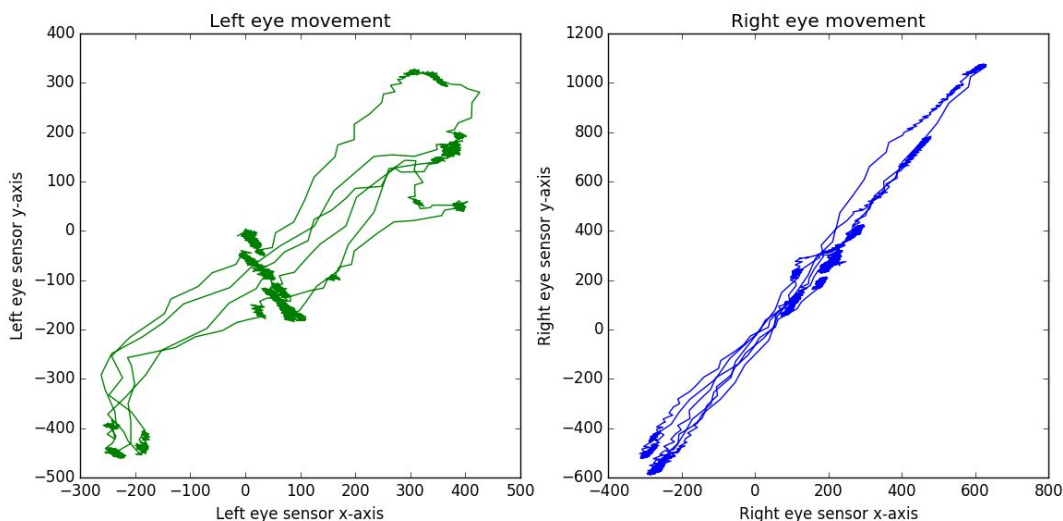 Left eye movement
400
300
200
100
0
−100
−200
−300
−400
−500
Left eye sensor y-axis
−300 −200 −100 0 100 200 300 400 500
Left eye sensor x-axis
Right eye movement
1200
1000
800
600
400
200
0
−200
−400
−600
Right eye sensor y-axis
−400 −200 0 200 400 600 800
Right eye sensor x-axis